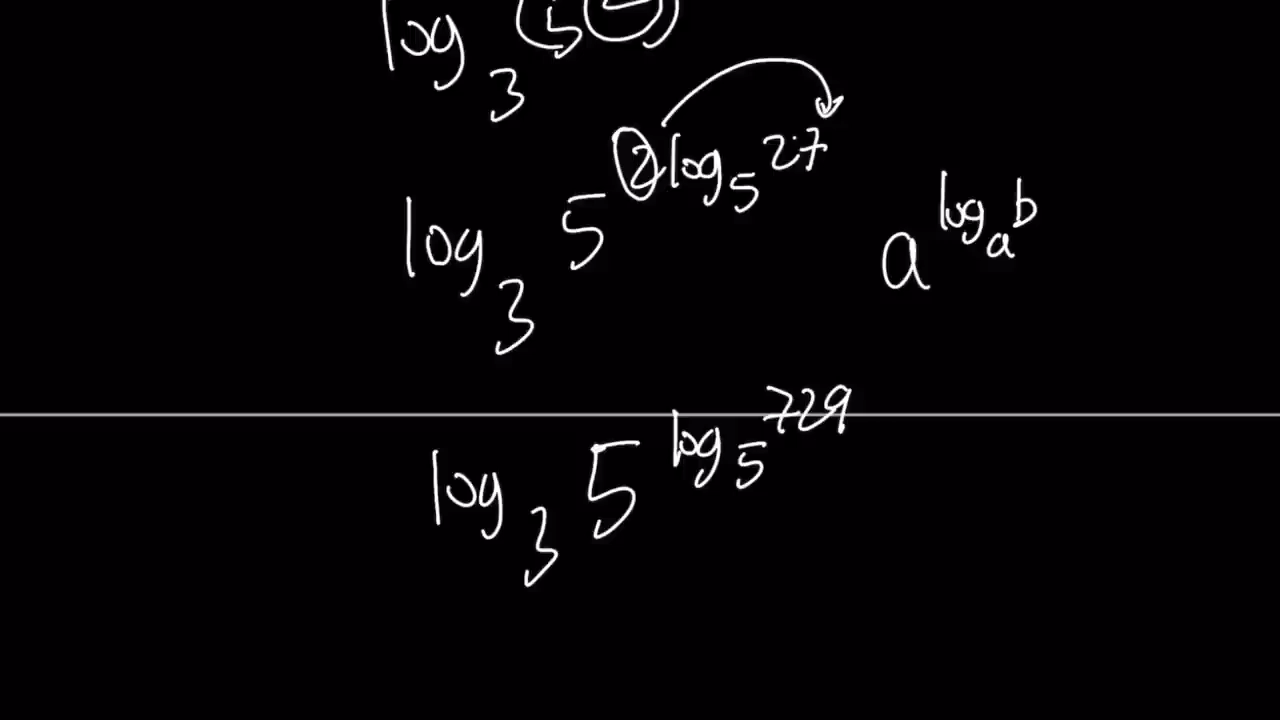 log₃
log₃ 5^(2 log₅ 27)
a^(logₐ b)
log₃ 5^(log₅ 729)